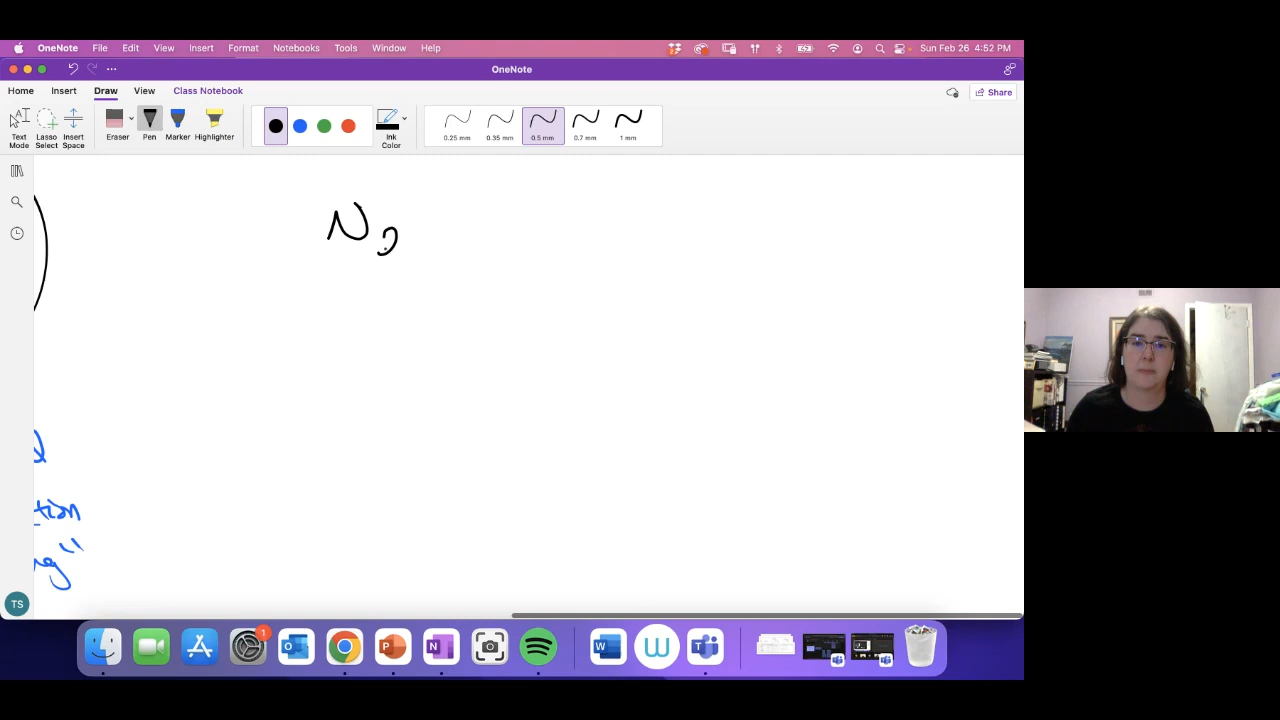 OneNote File Edit View Insert Format Notebooks Tools Window Help Sun Feb 26 4:52 PM
OneNote
Home Insert Draw View Class Notebook Share
Text Mode
Lasso Select
Insert Space
Eraser
Pen
Marker
Highlighter
Ink Color
0.25 mm
0.35 mm
0.5 mm
0.7 mm
1 mm
N
tion
TS
1